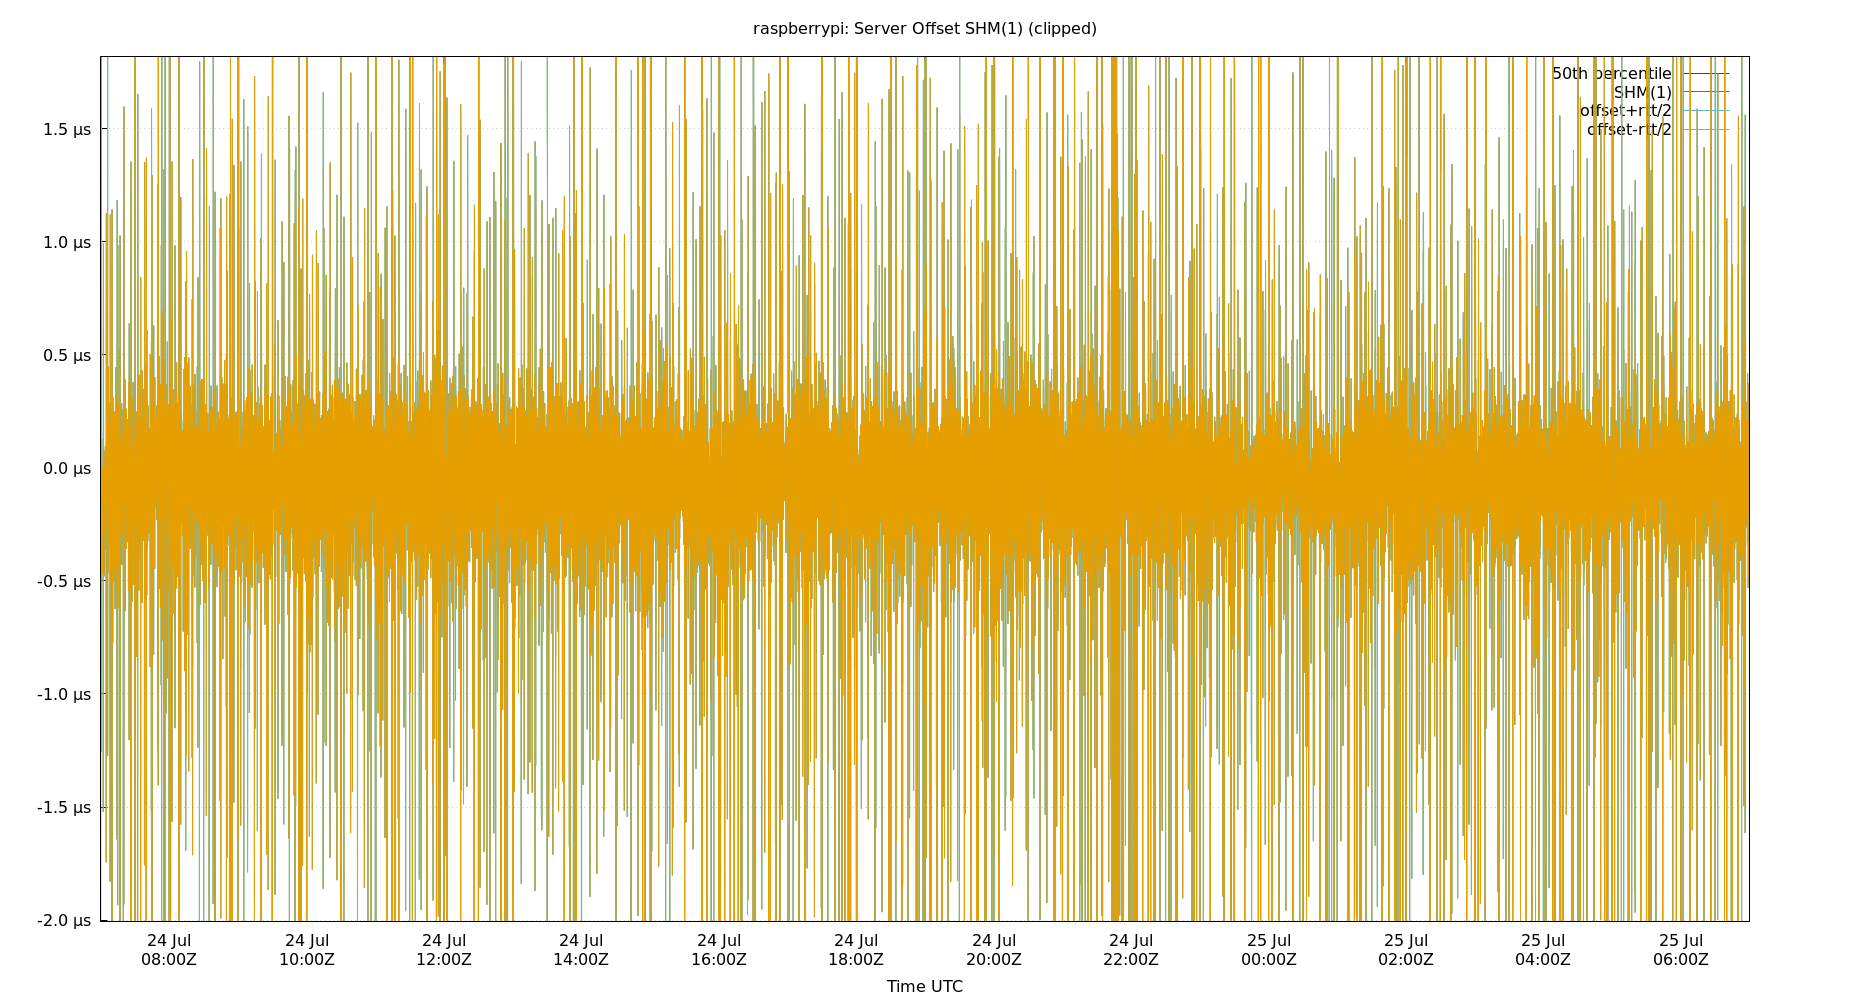 raspberrypi: Server Offset SHM(1) (clipped)
50th percentile
SHM(1)
offset+rtt/2
offset-rtt/2
1.5 µs
1.0 µs
0.5 µs
0.0 µs
-0.5 µs
-1.0 µs
-1.5 µs
-2.0 µs
24 Jul 24 Jul 24 Jul 24 Jul 24 Jul 24 Jul 24 Jul 24 Jul 25 Jul 25 Jul 25 Jul 25 Jul
08:00Z 10:00Z 12:00Z 14:00Z 16:00Z 18:00Z 20:00Z 22:00Z 00:00Z 02:00Z 04:00Z 06:00Z
Time UTC